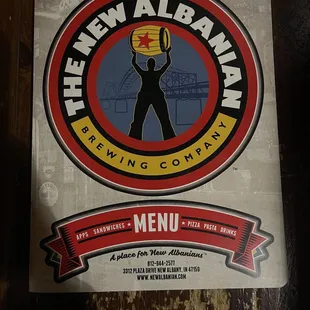 THE NEW ALBANIAN
BREWING COMPANY
APPS SANDWICHES • MENU • PIZZA PASTA DRINKS
A place for New Albanians
812-944-2577
3312 PLAZA DRIVE NEW ALBANY, IN 47150
WWW.NEWALBANIAN.COM